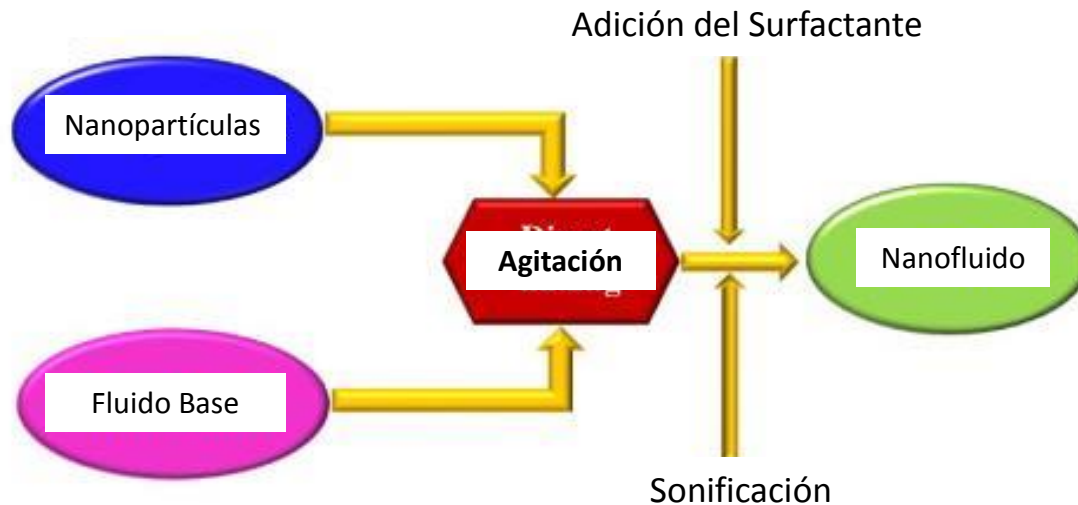 Adición del Surfactante
Nanopartículas
Agitación
Nanofluido
Fluido Base
Sonificación